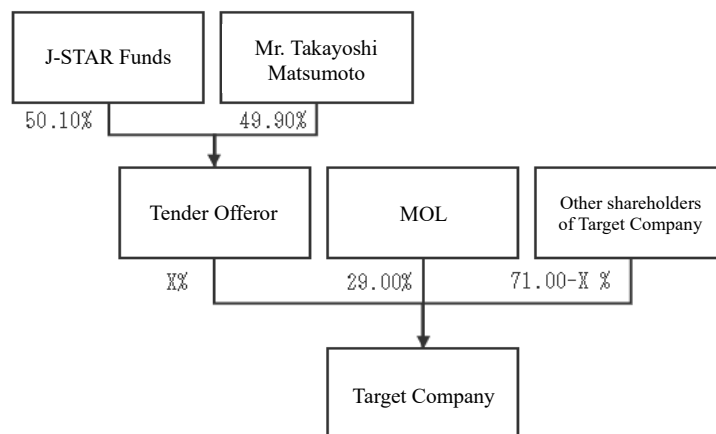 J-STAR Funds
Mr. Takayoshi
Matsumoto
50.10%
49.90%
Tender Offeror
MOL
Other shareholders
of Target Company
X%
29.00%
71.00-X %
Target Company